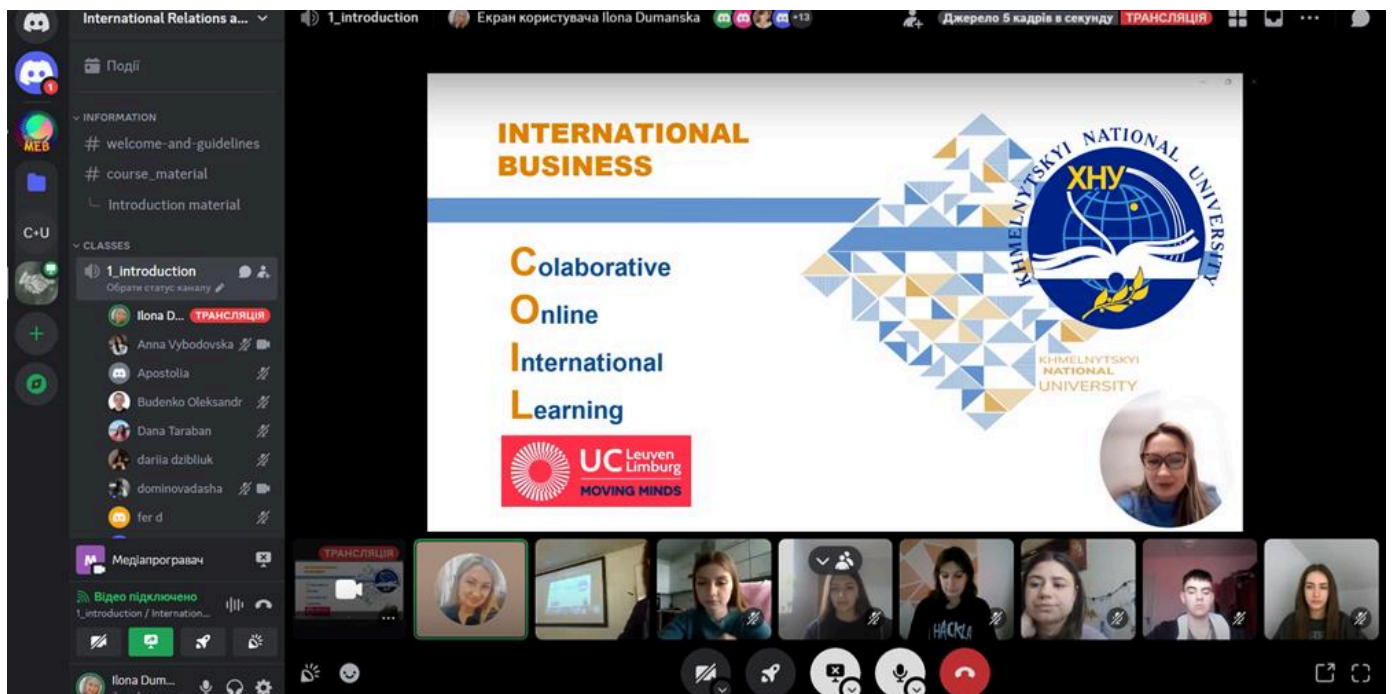 International Relations a...
1_introduction
Екран користувача Ilona Dumanska
+13
Джерело 5 кадрів в секунду
ТРАНСЛЯЦІЯ
1
Події
INFORMATION
# welcome-and-guidelines
# course_material
Introduction material
CLASSES
1_introduction
Обрати статус каналу
Ilona D... ТРАНСЛЯЦІЯ
Anna Vybodovska
Apostolia
Budenko Oleksandr
Dana Taraban
dariia dzibliuk
dominovadasha
fer d
MEB
C+U
M
Медіапрогравач
Відео підключено
1_introduction / Internation...
Ilona Dum...
INTERNATIONAL
BUSINESS
Colaborative
Online
International
Learning
UC Leuven
Limburg
MOVING MINDS
KHMELNYTSKYI NATIONAL UNIVERSITY
ХНУ
KHMELNYTSKYI
NATIONAL
UNIVERSITY
ТРАНСЛЯЦІЯ